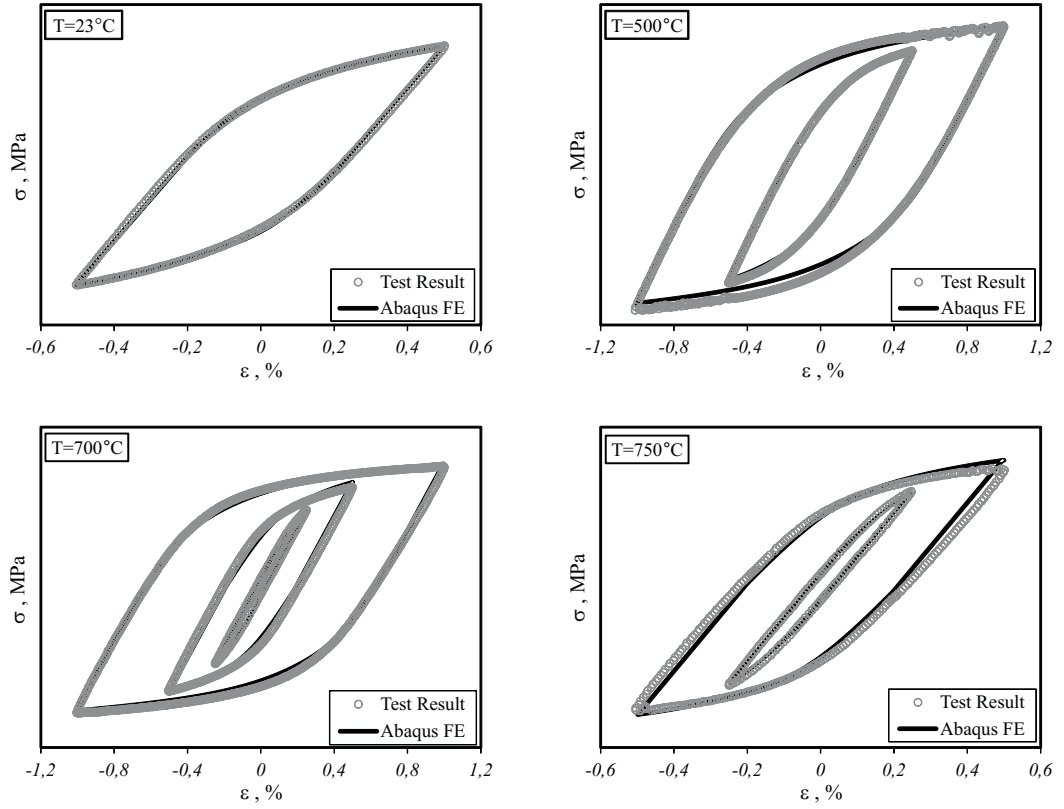 T=23°C
σ , MPa
Test Result
Abaqus FE
-0,6 -0,4 -0,2 0 0,2 0,4 0,6
ε , %
T=500°C
σ , MPa
Test Result
Abaqus FE
-1,2 -0,8 -0,4 0 0,4 0,8 1,2
ε , %
T=700°C
σ , MPa
Test Result
Abaqus FE
-1,2 -0,8 -0,4 0 0,4 0,8 1,2
ε , %
T=750°C
σ , MPa
Test Result
Abaqus FE
-0,6 -0,4 -0,2 0 0,2 0,4 0,6
ε , %